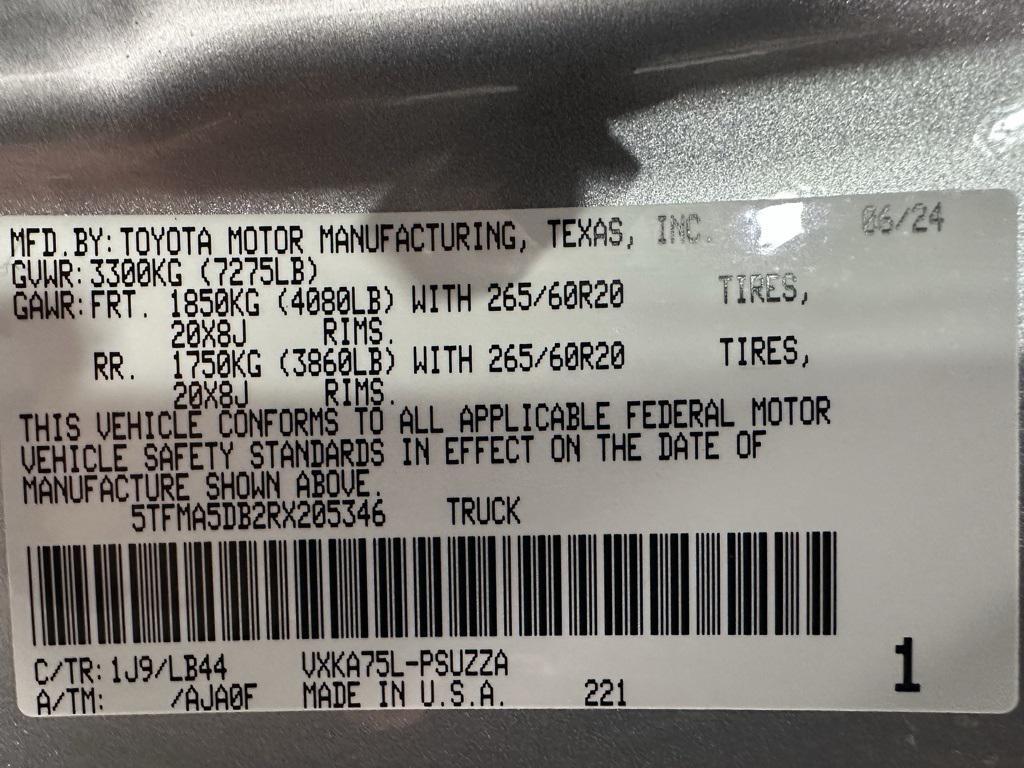 MFD.BY:TOYOTA MOTOR MANUFACTURING, TEXAS, INC. 06/24
GVWR:3300KG (7275LB)
GAWR:FRT. 1850KG (4080LB) WITH 265/60R20 TIRES,
20X8J RIMS.
RR. 1750KG (3860LB) WITH 265/60R20 TIRES,
20X8J RIMS.
THIS VEHICLE CONFORMS TO ALL APPLICABLE FEDERAL MOTOR
VEHICLE SAFETY STANDARDS IN EFFECT ON THE DATE OF
MANUFACTURE SHOWN ABOVE.
5TFMA5DB2RX205346 TRUCK
C/TR:1J9/LB44 VXKA75L-PSUZZA
A/TM: /AJA0F MADE IN U.S.A. 221
1